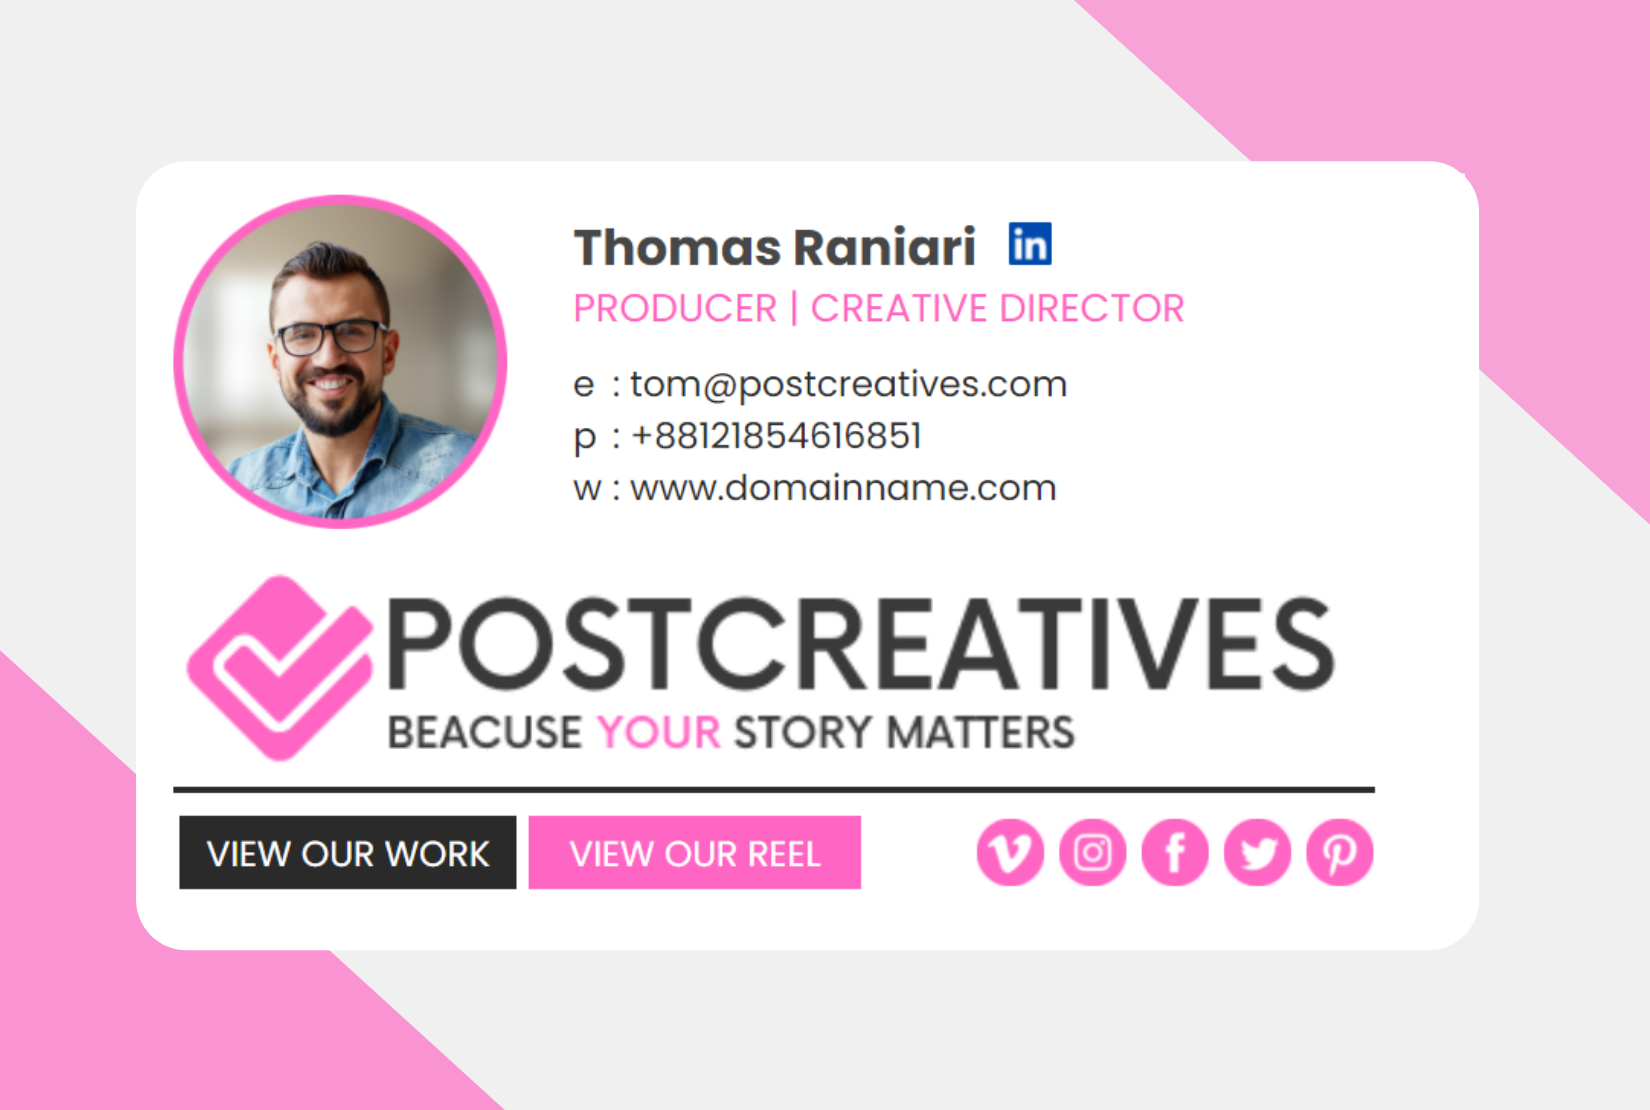 Thomas Raniari in
PRODUCER | CREATIVE DIRECTOR
e : tom@postcreatives.com
p : +88121854616851
w : www.domainname.com
POSTCREATIVES
BEACUSE YOUR STORY MATTERS
VIEW OUR WORK
VIEW OUR REEL